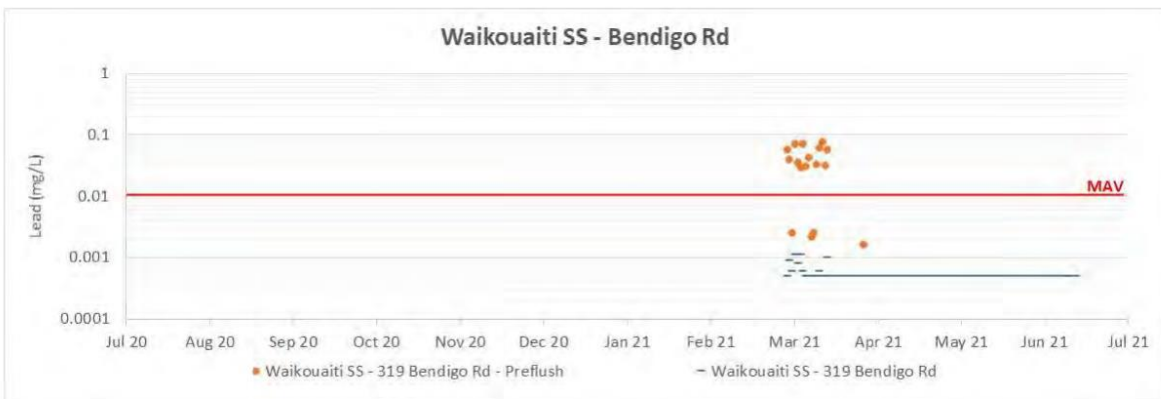 Waikouaiti SS - Bendigo Rd
Lead (mg/L)
1
0.1
0.01
0.001
0.0001
MAV
Jul 20 Aug 20 Sep 20 Oct 20 Nov 20 Dec 20 Jan 21 Feb 21 Mar 21 Apr 21 May 21 Jun 21 Jul 21
Waikouaiti SS - 319 Bendigo Rd - Preflush Waikouaiti SS - 319 Bendigo Rd